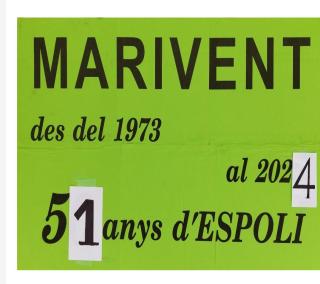 MARIVENT
des del 1973
al 2024
51 anys d'ESPOLI